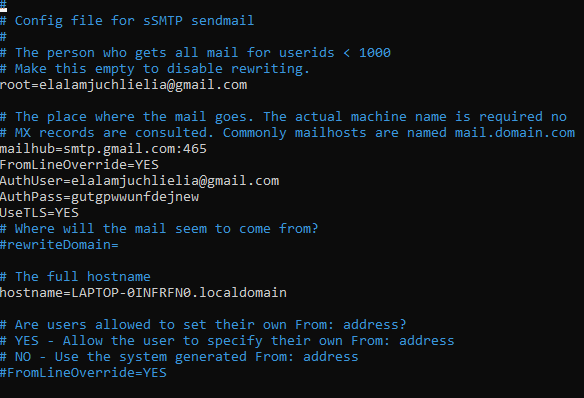 #
# Config file for sSMTP sendmail
#
# The person who gets all mail for userids < 1000
# Make this empty to disable rewriting.
root=elalamjuchlielia@gmail.com
# The place where the mail goes. The actual machine name is required no
# MX records are consulted. Commonly mailhosts are named mail.domain.com
mailhub=smtp.gmail.com:465
FromLineOverride=YES
AuthUser=elalamjuchlielia@gmail.com
AuthPass=gutgpwwunfdejnew
UseTLS=YES
# Where will the mail seem to come from?
#rewriteDomain=
# The full hostname
hostname=LAPTOP-0INFRFN0.localdomain
# Are users allowed to set their own From: address?
# YES - Allow the user to specify their own From: address
# NO - Use the system generated From: address
#FromLineOverride=YES